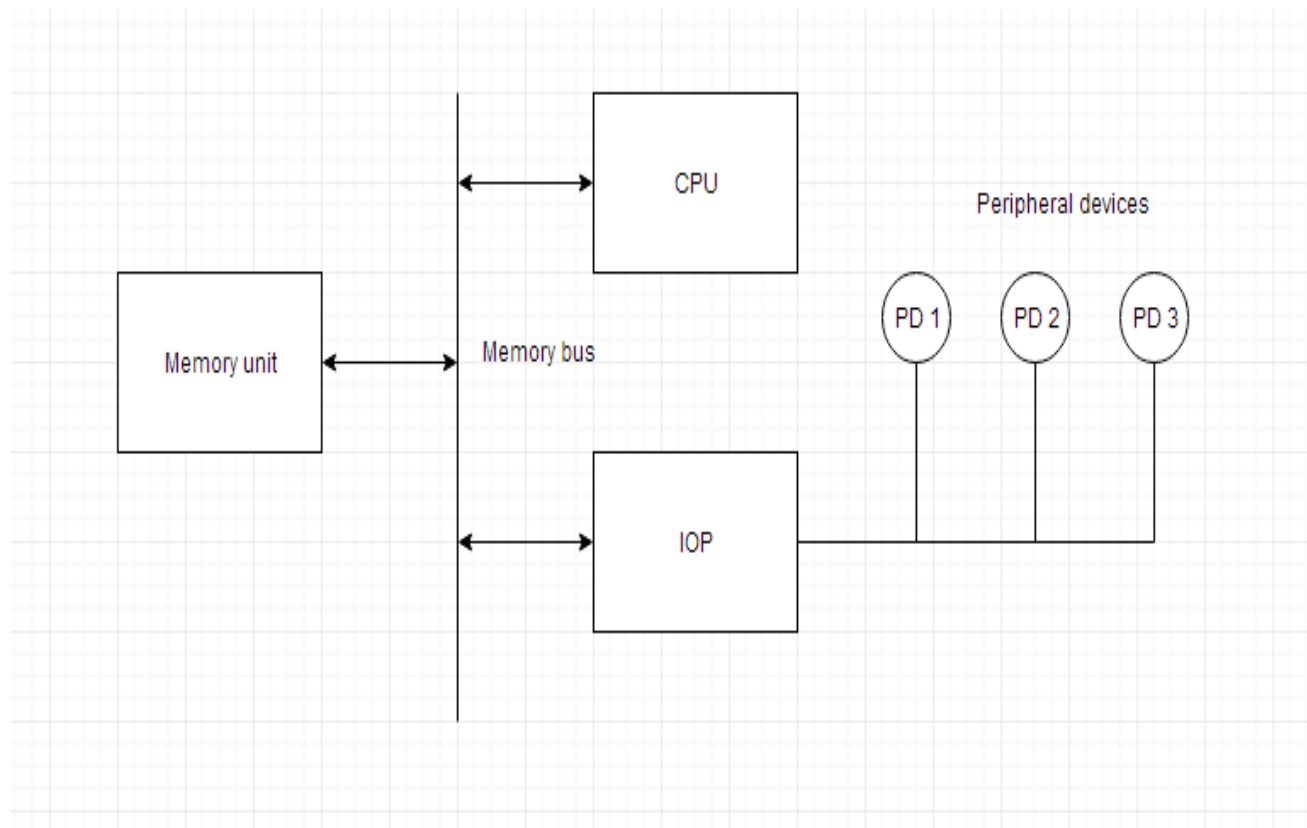 CPU
Peripheral devices
PD 1
PD 2
PD 3
Memory unit
Memory bus
IOP